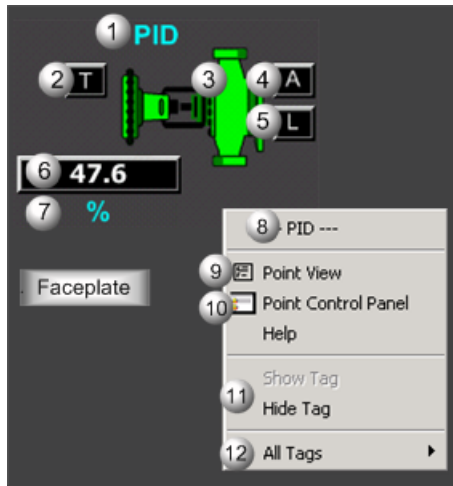 1 PID
2 T
3
4 A
5 L
6 47.6
7 %
8 - PID ---
Faceplate
9 Point View
10 Point Control Panel
Help
Show Tag
11
Hide Tag
12 All Tags